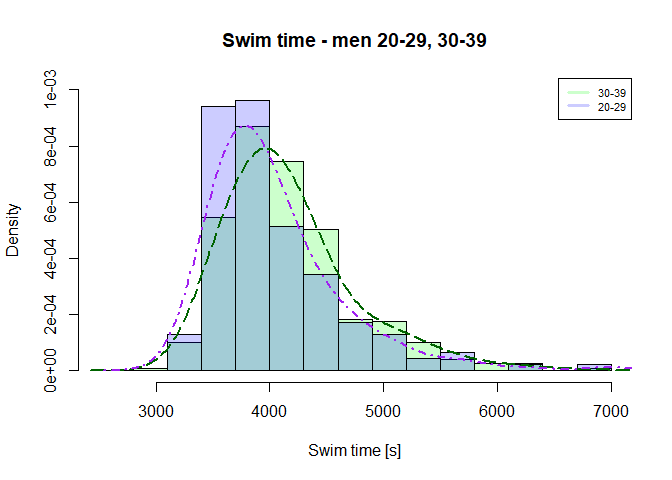 Swim time - men 20-29, 30-39
30-39
20-29
Density
1e-03
8e-04
6e-04
4e-04
2e-04
0e+00
3000 4000 5000 6000 7000
Swim time [s]